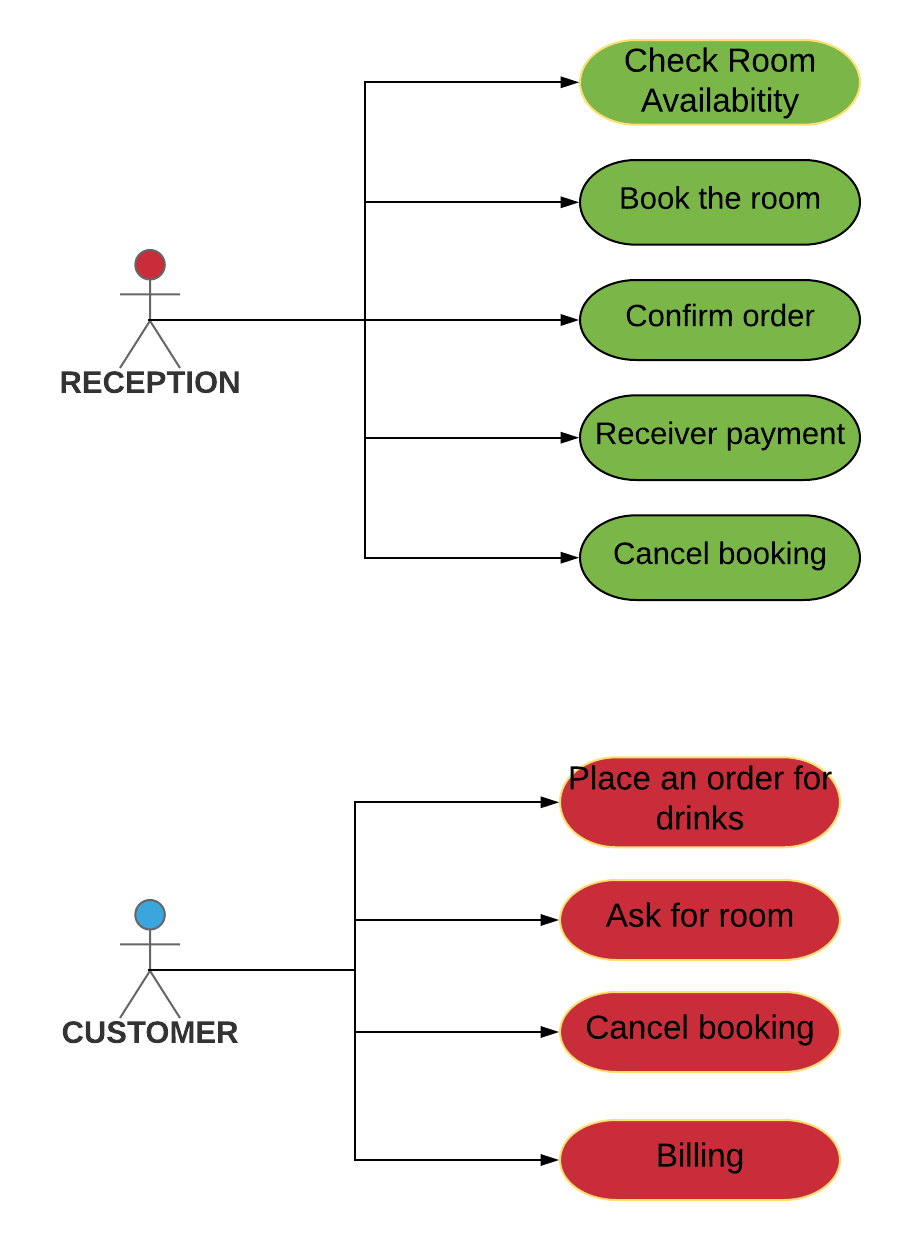 Check Room
Availabitity
Book the room
Confirm order
RECEPTION
Receiver payment
Cancel booking
Place an order for
drinks
Ask for room
CUSTOMER
Cancel booking
Billing